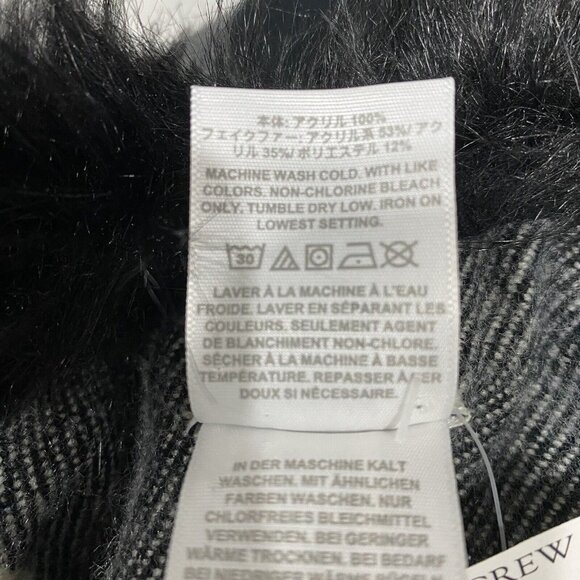 本体: アクリル 100%
フェイクファー: アクリル系 53%/ アク
リル 35%/ ポリエステル 12%
MACHINE WASH COLD. WITH LIKE
COLORS. NON-CHLORINE BLEACH
ONLY. TUMBLE DRY LOW. IRON ON
LOWEST SETTING.
30
LAVER À LA MACHINE À L'EAU
FROIDE. LAVER EN SÉPARANT LES
COULEURS. SEULEMENT AGENT
DE BLANCHIMENT NON-CHLORE.
SÉCHER À LA MACHINE À BASSE
TEMPÉRATURE. REPASSER À FER
DOUX SI NÉCESSAIRE.
IN DER MASCHINE KALT
WASCHEN. MIT ÄHNLICHEN
FARBEN WASCHEN. NUR
CHLORFREIES BLEICHMITTEL
VERWENDEN. BEI GERINGER
WÄRME TROCKNEN. BEI BEDARF
CREW